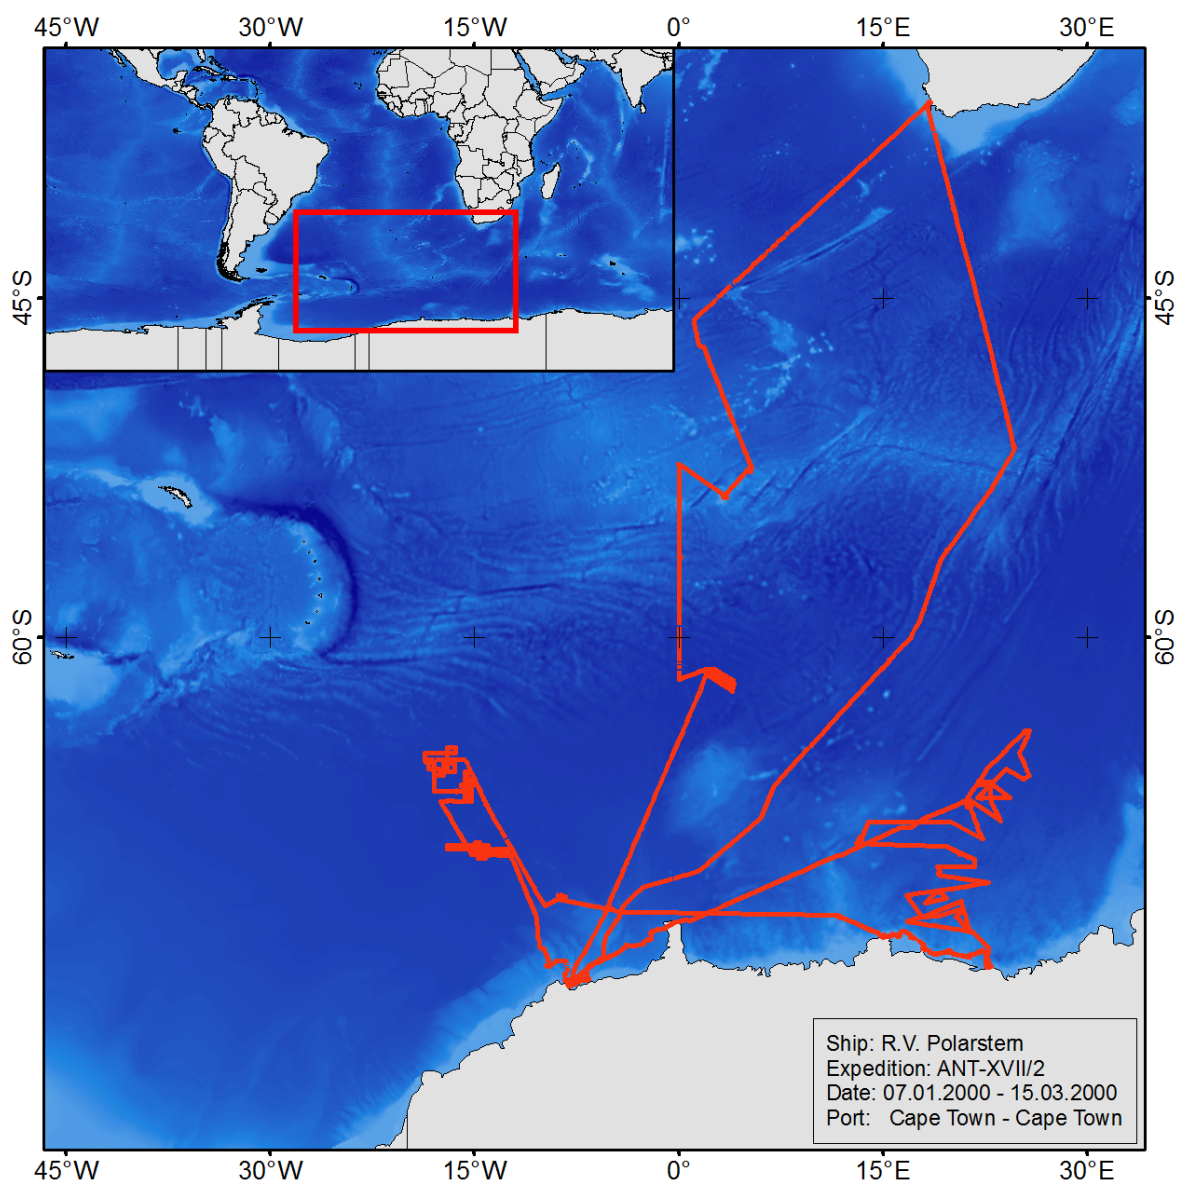 45°W 30°W 15°W 0° 15°E 30°E
45°S 45°S
60°S 60°S
Ship: R.V. Polarstern
Expedition: ANT-XVII/2
Date: 07.01.2000 - 15.03.2000
Port: Cape Town - Cape Town
45°W 30°W 15°W 0° 15°E 30°E